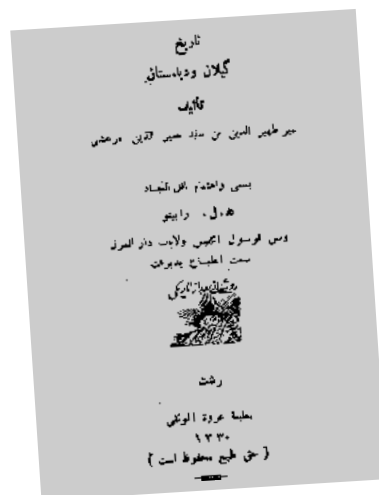 تاریخ
گیلان و دیلمستان
تألیف
میر ظهیر الدین بن سید نصیر الدین مرعشی
بسعی و اهتمام اقل العباد
ه . ل . رابینو
ویس قونسول انگلیس ولایت دار المرز
سمت انطباع پذیرفت
رشت
مطبعهٔ عروة الوثقی
۱۳۳۰
{ حق طبع محفوظ است }